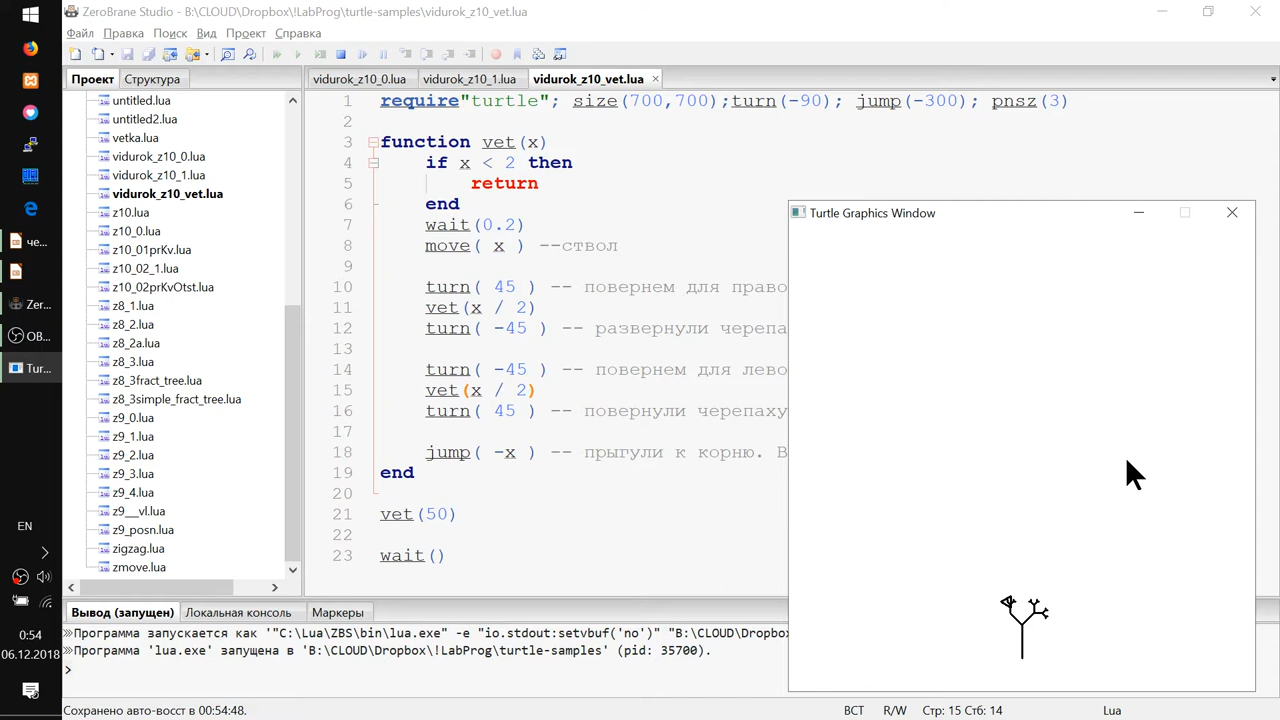 ZeroBrane Studio - B:\CLOUD\Dropbox\!LabProg\turtle-samples\vidurok_z10_vet.lua
Файл Правка Поиск Вид Проект Справка
Проект Структура
vidurok_z10_0.lua vidurok_z10_1.lua vidurok_z10_vet.lua
untitled.lua
untitled2.lua
vetka.lua
vidurok_z10_0.lua
vidurok_z10_1.lua
vidurok_z10_vet.lua
z10.lua
z10_0.lua
z10_01prKv.lua
z10_02_1.lua
z10_02prKvOtst.lua
z8_1.lua
z8_2.lua
z8_2a.lua
z8_3.lua
z8_3fract_tree.lua
z8_3simple_fract_tree.lua
z9_0.lua
z9_1.lua
z9_2.lua
z9_3.lua
z9_4.lua
z9__vl.lua
z9_posn.lua
zigzag.lua
zmove.lua
1 require"turtle"; size(700,700);turn(-90); jump(-300); pnsz(3)
2
3 function vet(x)
4 if x < 2 then
5 return
6 end
7 wait(0.2)
8 move( x ) --ствол
9
10 turn( 45 ) -- повернем для право
11 vet(x / 2)
12 turn( -45 ) -- развернули черепа
13
14 turn( -45 ) -- повернем для лево
15 vet(x / 2)
16 turn( 45 ) -- повернули черепаху
17
18 jump( -x ) -- прыгули к корню. В
19 end
20
21 vet(50)
22
23 wait()
Turtle Graphics Window
че...
Zer...
OB...
Tur...
EN
0:54
06.12.2018
Вывод (запущен) Локальная консоль Маркеры
Программа запускается как '"C:\Lua\ZBS\bin\lua.exe" -e "io.stdout:setvbuf('no')" "B:\CLOUD\Dropbox
Программа 'lua.exe' запущена в 'B:\CLOUD\Dropbox\!LabProg\turtle-samples' (pid: 35700).
Сохранено авто-восст в 00:54:48.
ВСТ R/W Стр: 15 Стб: 14 Lua